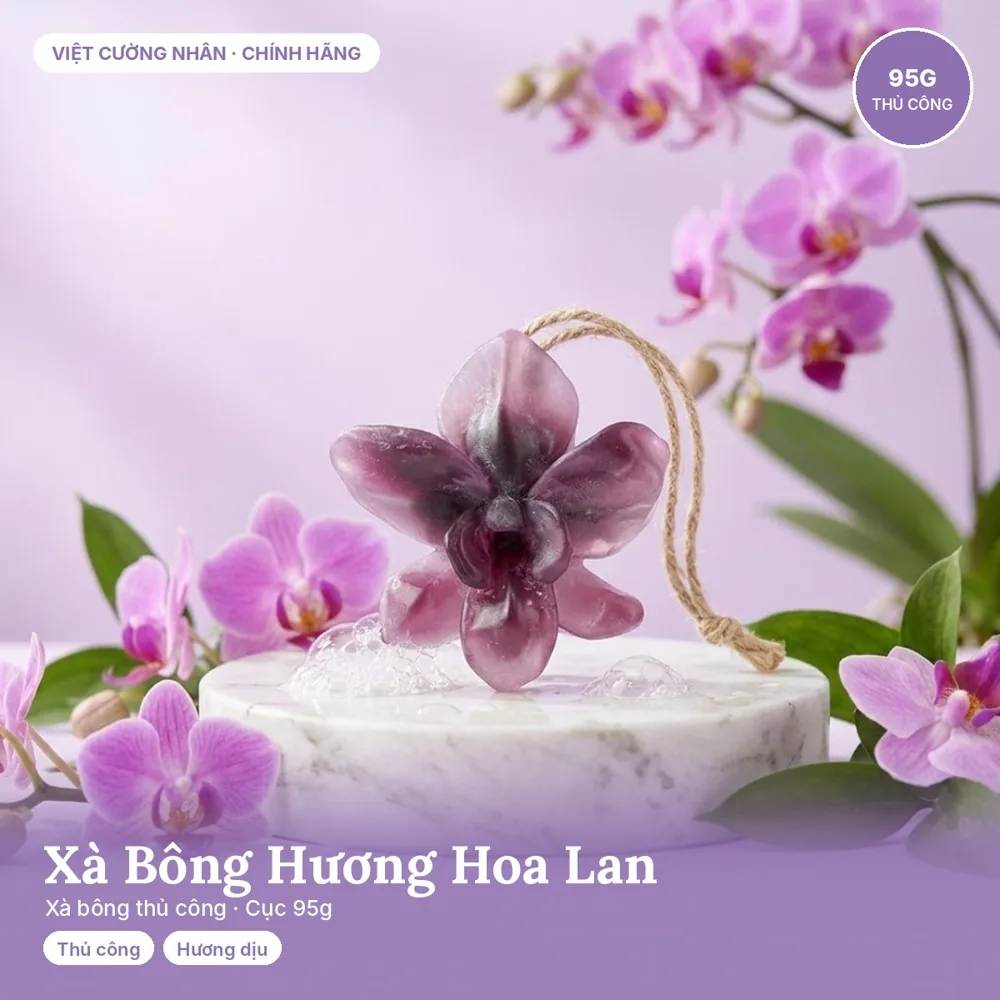 VIỆT CƯỜNG NHÂN · CHÍNH HÃNG
95G
THỦ CÔNG
Xà Bông Hương Hoa Lan
Xà bông thủ công · Cục 95g
Thủ công
Hương dịu